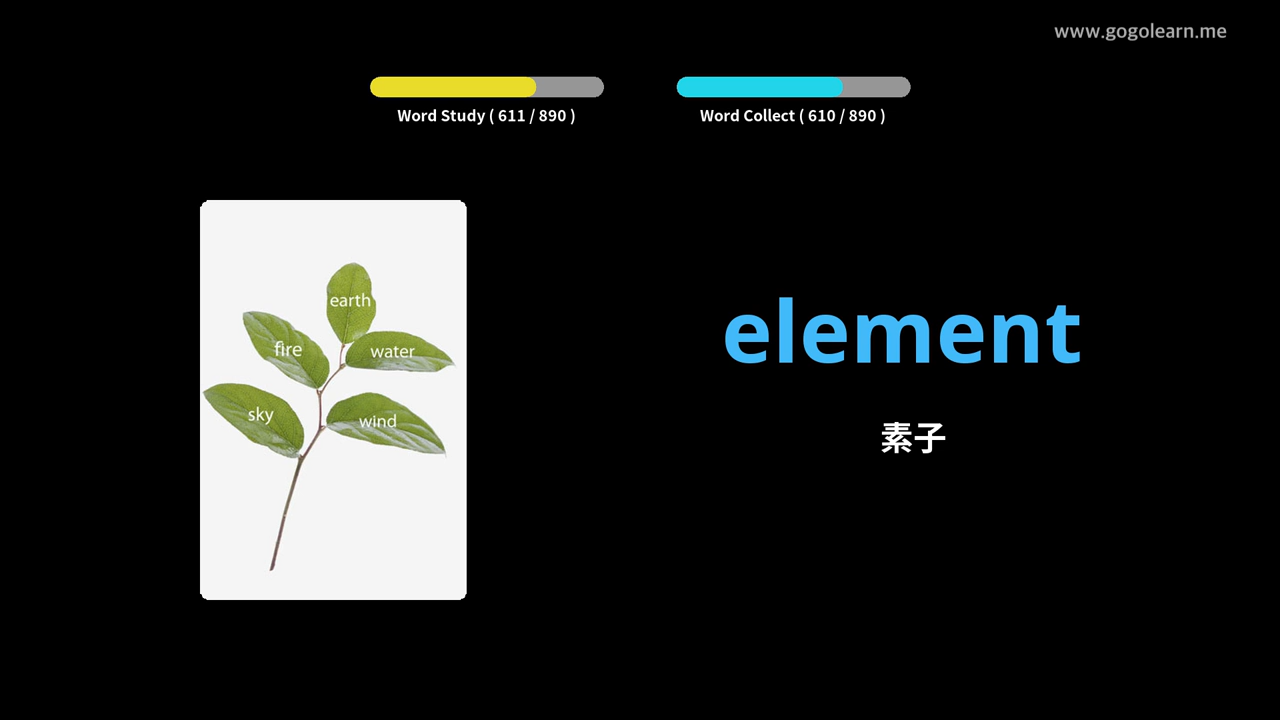 www.gogolearn.me
Word Study ( 611 / 890 )
Word Collect ( 610 / 890 )
earth
fire
water
sky
wind
element
素子